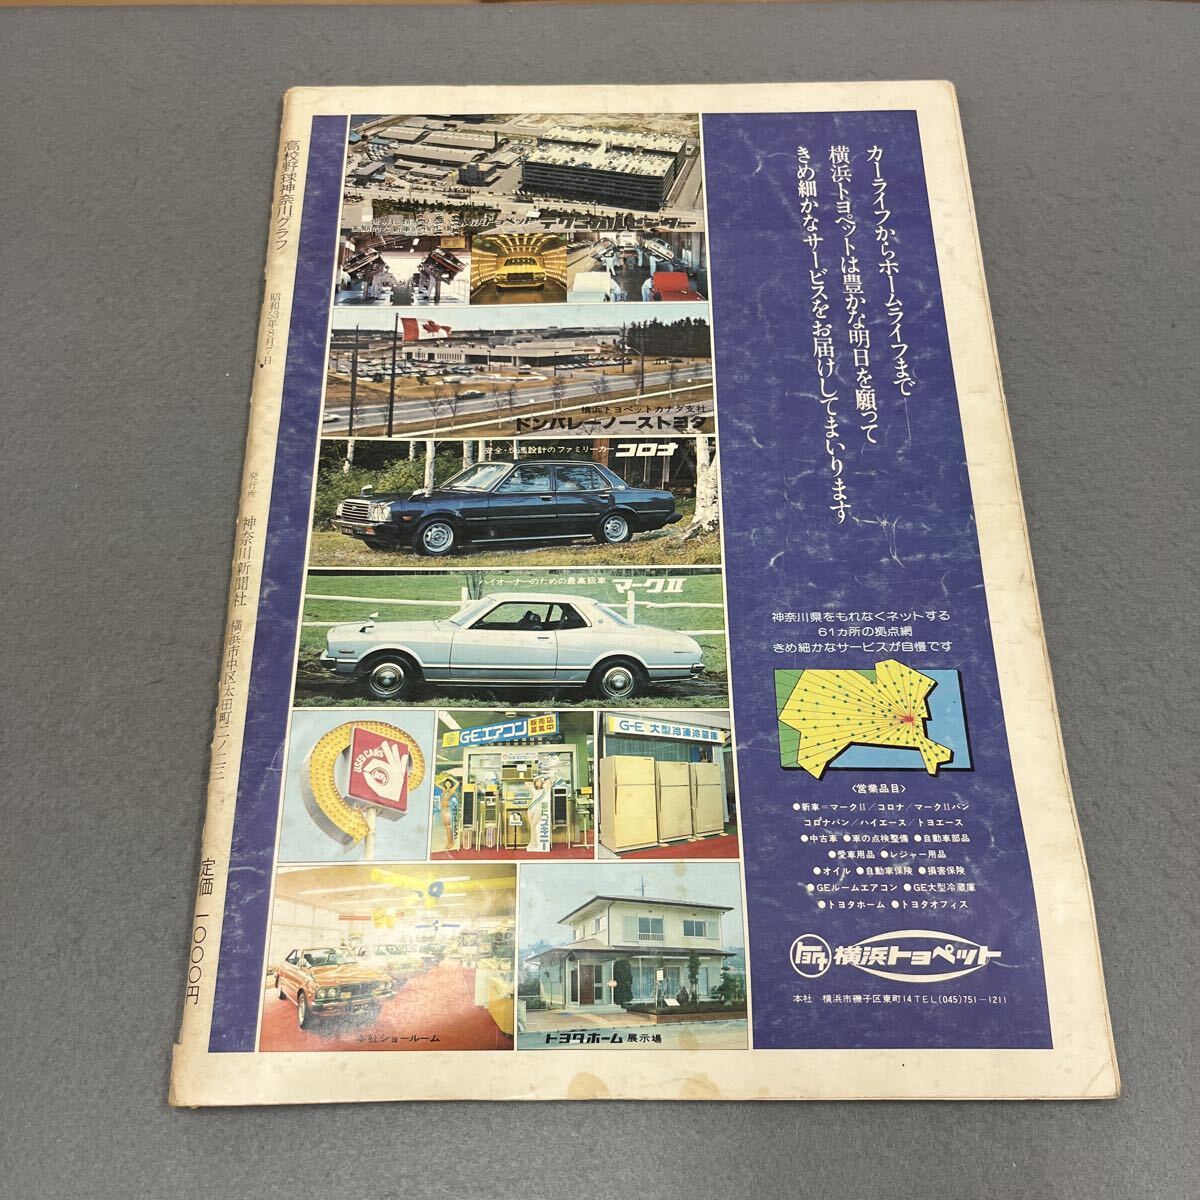 高校野球神奈川グラフ
昭和53年8月7日
発行所
神奈川新聞社
横浜市中区太田町二ノ二三
定価 一〇〇〇円
カーライフからホームライフまで――
横浜トヨペットは豊かな明日を願って
きめ細かなサービスをお届けしてまいります
横浜トヨペットカナダ支社
ドンバレーノーストヨタ
ファミリーカー コロナ
ハイオーナーのための最高級車 マークⅡ
USED CARS
GEエアコン 販売店募集中
G-E 大型冷凍冷蔵庫
本社ショールーム
トヨタホーム 展示場
神奈川県をもれなくネットする
61ヵ所の拠点網
きめ細かなサービスが自慢です
〈営業品目〉
●新車=マークⅡ/コロナ/マークⅡバン
コロナバン/ハイエース/トヨエース
●中古車 ●車の点検整備 ●自動車部品
●愛車用品 ●レジャー用品
●オイル ●自動車保険 ●損害保険
●GEルームエアコン ●GE大型冷蔵庫
●トヨタホーム ●トヨタオフィス
トヨタ 横浜トヨペット
本社 横浜市磯子区東町14 TEL(045)751-1211